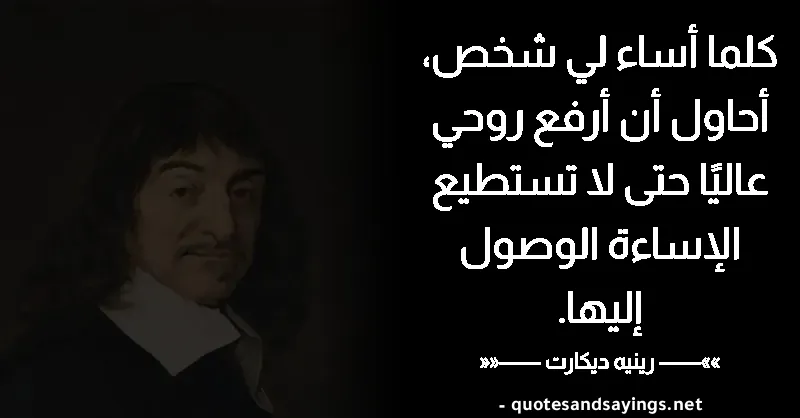 كلما أساء لي شخص،
أحاول أن أرفع روحي
عاليًا حتى لا تستطيع
الإساءة الوصول
إليها.
»»—— رينيه ديكارت ——««
- quotesandsayings.net